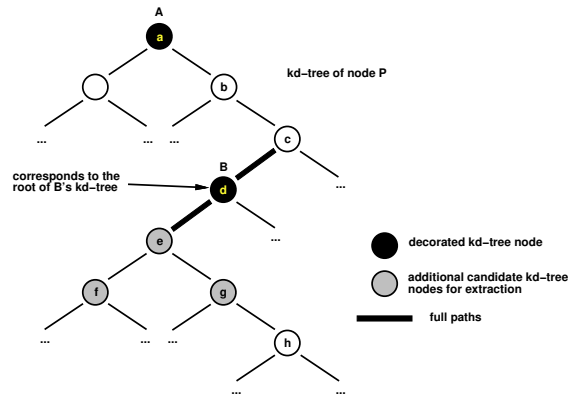 A
a
b
kd-tree of node P
... ... ...
c
B
corresponds to the
root of B's kd-tree
d
...
...
e
decorated kd-tree node
f
g
additional candidate kd-tree
nodes for extraction
full paths
... ... ...
h
... ...